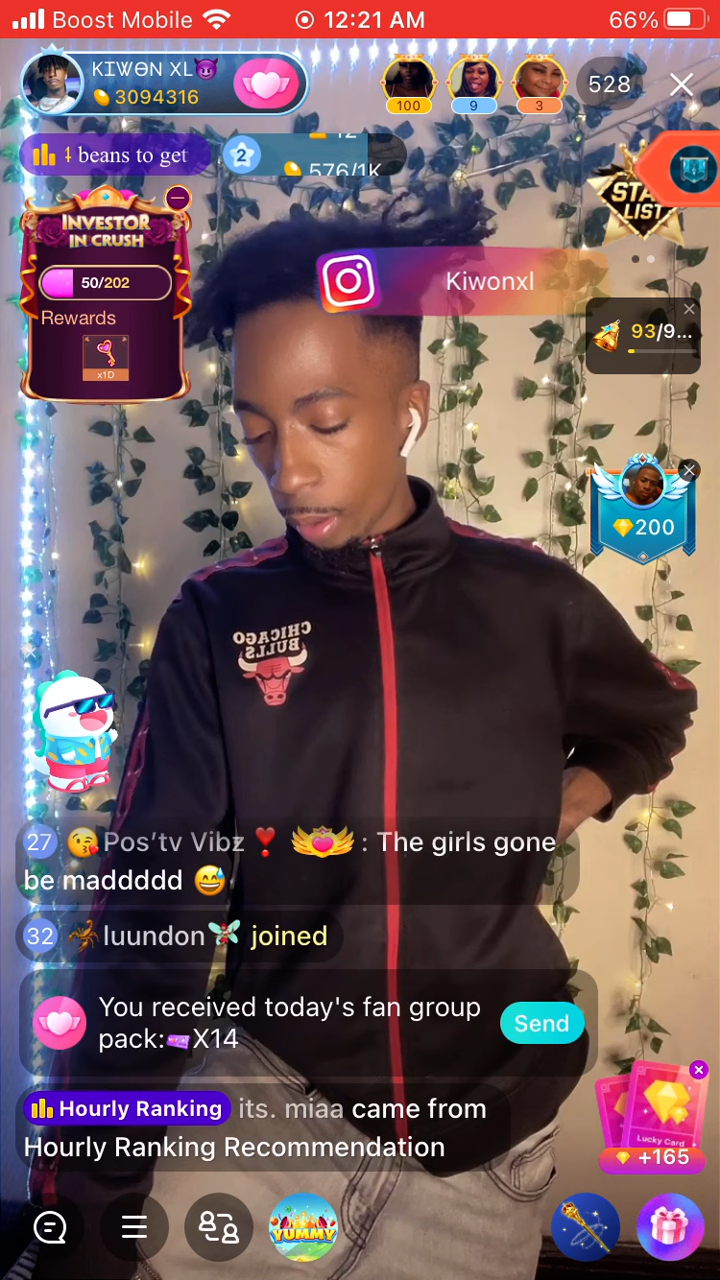 Boost Mobile
12:21 AM
66%
KIWΘN XL😈
3094316
100
9
3
528
beans to get
2
576/1K
STAR
LIST
INVESTOR
IN CRUSH
50/202
Rewards
x1D
Kiwonxl
93/9...
200
CHICAGO
BULLS
27 😘Pos'tv Vibz❣️ : The girls gone
be maddddd 😅
32 🦂luundon🧚 joined
You received today's fan group
pack:X14
Send
Hourly Ranking its. miaa came from
Hourly Ranking Recommendation
Lucky Card
+165
YUMMY